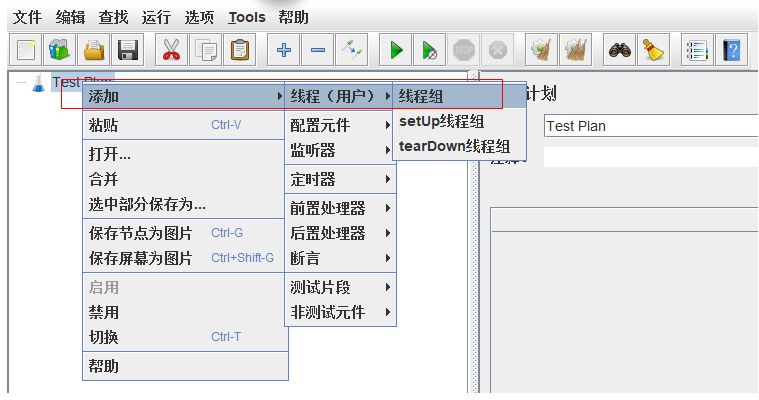 文件 编辑 查找 运行 选项 Tools 帮助
Test Plan
添加
粘贴 Ctrl-V
打开...
合并
选中部分保存为...
保存节点为图片 Ctrl-G
保存屏幕为图片 Ctrl+Shift-G
启用
禁用
切换 Ctrl-T
帮助
线程（用户）
配置元件
监听器
定时器
前置处理器
后置处理器
断言
测试片段
非测试元件
线程组
setUp线程组
tearDown线程组
计划
Test Plan
STOP